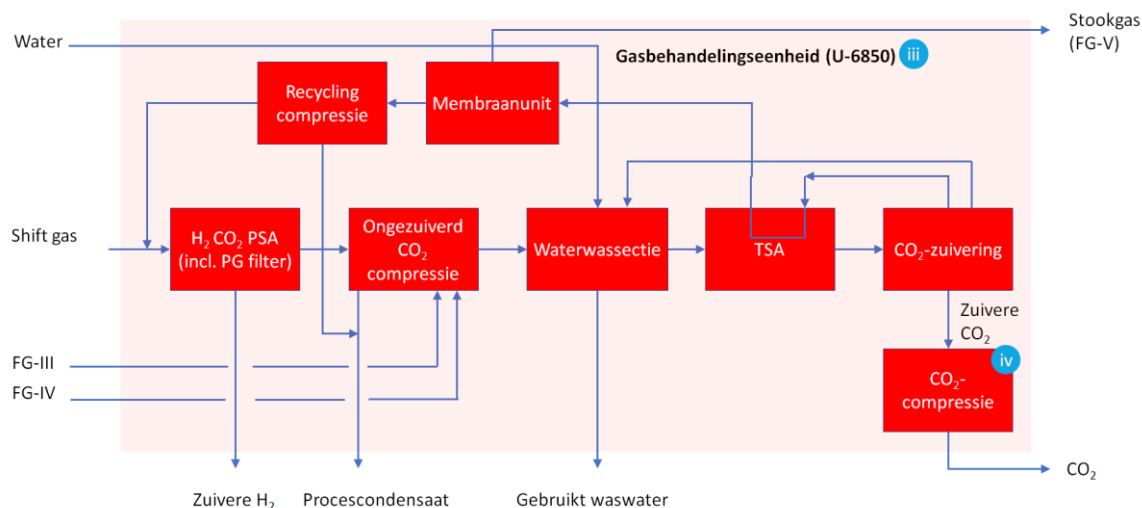 Water
Stookgas
(FG-V)
Gasbehandelingseenheid (U-6850) iii
Recycling
compressie
Membraanunit
Shift gas
H₂ CO₂ PSA
(incl. PG filter)
Ongezuiverd
CO₂
compressie
Waterwassectie
TSA
CO₂-zuivering
Zuivere
CO₂
iv
CO₂-
compressie
FG-III
FG-IV
CO₂
Zuivere H₂
Procescondensaat
Gebruikt waswater